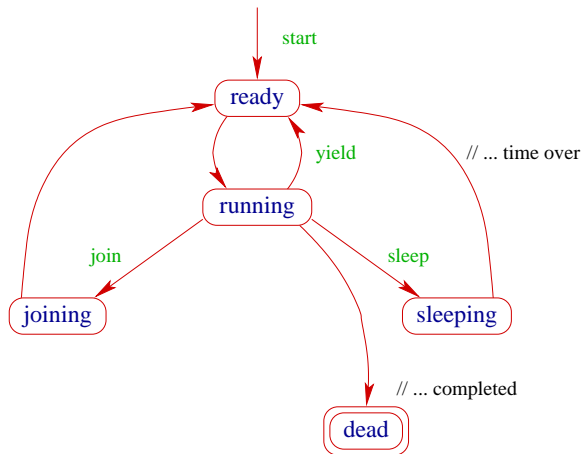 start
ready
yield
// ... time over
running
join
sleep
joining
sleeping
// ... completed
dead